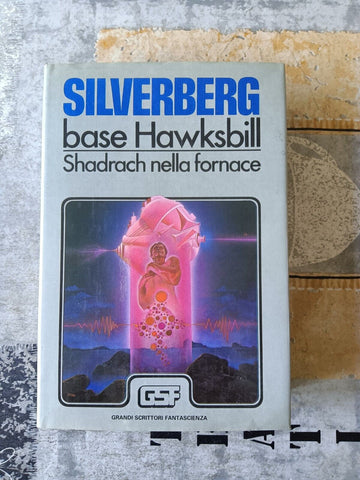 SILVERBERG
base Hawksbill
Shadrach nella fornace
GSF
GRANDI SCRITTORI FANTASCIENZA